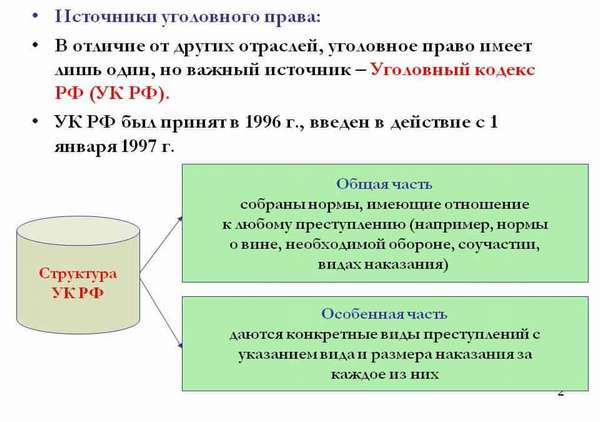 • Источники уголовного права:
• В отличие от других отраслей, уголовное право имеет
лишь один, но важный источник – Уголовный кодекс
РФ (УК РФ).
• УК РФ был принят в 1996 г., введен в действие с 1
января 1997 г.
Структура
УК РФ
Общая часть
собраны нормы, имеющие отношение
к любому преступлению (например, нормы
о вине, необходимой обороне, соучастии,
видах наказания)
Особенная часть
даются конкретные виды преступлений с
указанием вида и размера наказания за
каждое из них
2